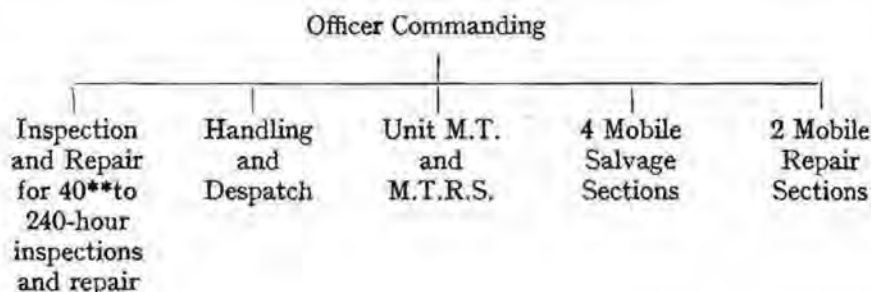 Officer Commanding
Inspection
and Repair
for 40**to
240-hour
inspections
and repair
Handling
and
Despatch
Unit M.T.
and
M.T.R.S.
4 Mobile
Salvage
Sections
2 Mobile
Repair
Sections